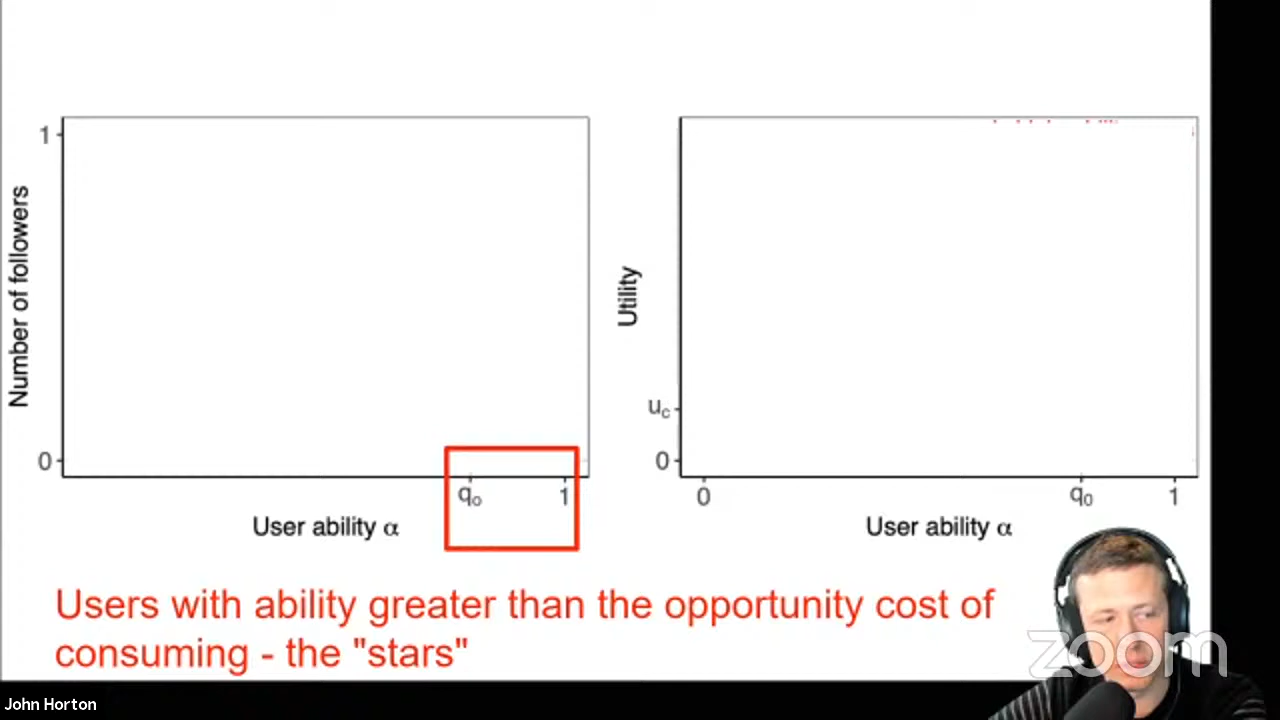 1
Number of followers
0
q₀
1
User ability α
Utility
u_c
0
0
q₀
1
User ability α
Users with ability greater than the opportunity cost of
consuming - the "stars"
zoom
John Horton